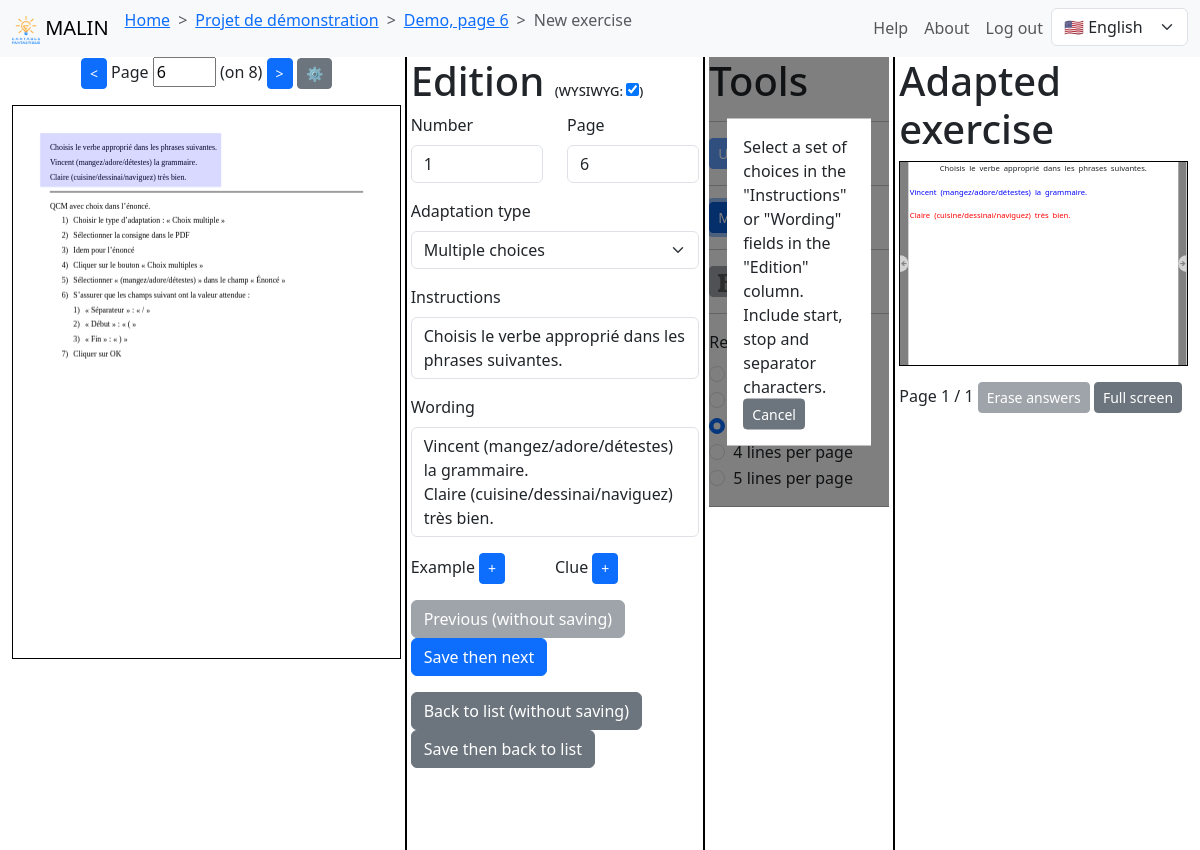 MALIN Home > Projet de démonstration > Demo, page 6 > New exercise Help About Log out English
< Page 6 (on 8) >
Choisis le verbe approprié dans les phrases suivantes.
Vincent (mangez/adore/détestes) la grammaire.
Claire (cuisine/dessinai/naviguez) très bien.
QCM avec choix dans l'énoncé.
1) Choisir le type d'adaptation : « Choix multiple »
2) Sélectionner la consigne dans le PDF
3) Idem pour l'énoncé
4) Cliquer sur le bouton « Choix multiples »
5) Sélectionner « (mangez/adore/détestes) » dans le champ « Énoncé »
6) S'assurer que les champs suivant ont la valeur attendue :
1) « Séparateur » : « / »
2) « Début » : « ( »
3) « Fin » : « ) »
7) Cliquer sur OK
Edition (WYSIWYG: )
Number Page
1 6
Adaptation type
Multiple choices
Instructions
Choisis le verbe approprié dans les
phrases suivantes.
Wording
Vincent (mangez/adore/détestes)
la grammaire.
Claire (cuisine/dessinai/naviguez)
très bien.
Example + Clue +
Previous (without saving)
Save then next
Back to list (without saving)
Save then back to list
Tools
Select a set of
choices in the
"Instructions"
or "Wording"
fields in the
"Edition"
column.
Include start,
stop and
separator
characters.
Cancel
4 lines per page
5 lines per page
Adapted
exercise
Choisis le verbe approprié dans les phrases suivantes.
Vincent (mangez/adore/détestes) la grammaire.
Claire (cuisine/dessinai/naviguez) très bien.
Page 1 / 1 Erase answers Full screen